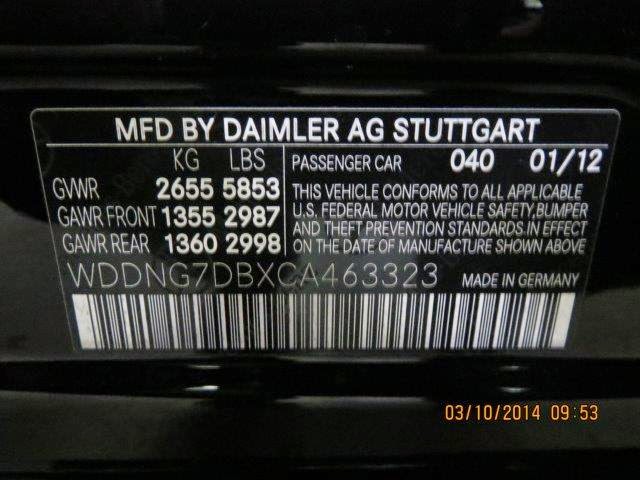 MFD BY DAIMLER AG STUTTGART
KG LBS
GVWR 2655 5853
GAWR FRONT 1355 2987
GAWR REAR 1360 2998
PASSENGER CAR 040 01/12
THIS VEHICLE CONFORMS TO ALL APPLICABLE
U.S. FEDERAL MOTOR VEHICLE SAFETY, BUMPER
AND THEFT PREVENTION STANDARDS IN EFFECT
ON THE DATE OF MANUFACTURE SHOWN ABOVE
WDDNG7DBXCA463323 MADE IN GERMANY
03/10/2014 09:53